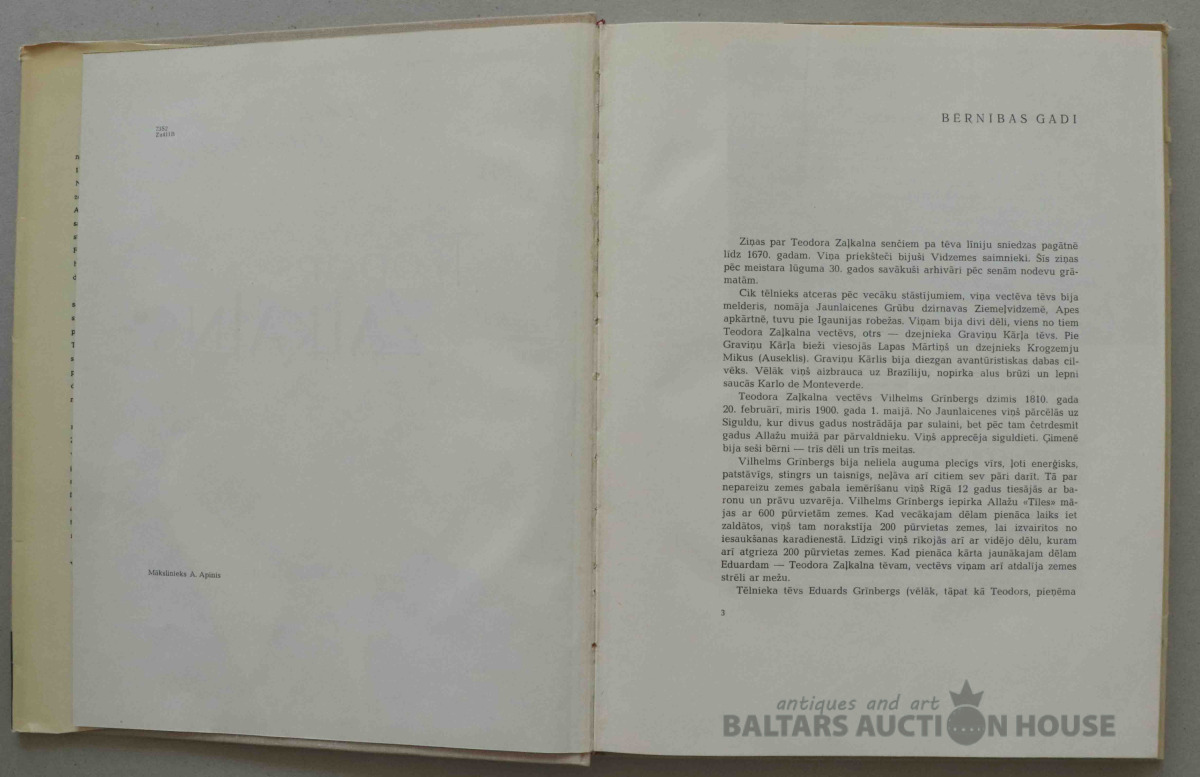 7382
Za411B
Mākslinieks A. Apinis
BĒRNĪBAS GADI
Ziņas par Teodora Zaļkalna senčiem pa tēva līniju sniedzas pagātnē
līdz 1670. gadam. Viņa priekšteči bijuši Vidzemes saimnieki. Šīs ziņas
pēc meistara lūguma 30. gados savākuši arhivāri pēc senām nodevu grā-
matām.
Cik tēlnieks atceras pēc vecāku stāstījumiem, viņa vectēva tēvs bija
melderis, nomāja Jaunlaicenes Grūbu dzirnavas Ziemeļvidzemē, Apes
apkārtnē, tuvu pie Igaunijas robežas. Viņam bija divi dēli, viens no tiem
Teodora Zaļkalna vectēvs, otrs — dzejnieka Graviņu Kārļa tēvs. Pie
Graviņu Kārļa bieži viesojās Lapas Mārtiņš un dzejnieks Krogzemju
Mikus (Auseklis). Graviņu Kārlis bija diezgan avantūristiskas dabas cil-
vēks. Vēlāk viņš aizbrauca uz Brazīliju, nopirka alus brūzi un lepni
saucās Karlo de Monteverde.
Teodora Zaļkalna vectēvs Vilhelms Grīnbergs dzimis 1810. gada
20. februārī, miris 1900. gada 1. maijā. No Jaunlaicenes viņš pārcēlās uz
Siguldu, kur divus gadus nostrādāja par sulaini, bet pēc tam četrdesmit
gadus Allažu muižā par pārvaldnieku. Viņš apprecēja siguldieti. Ģimenē
bija seši bērni — trīs dēli un trīs meitas.
Vilhelms Grīnbergs bija neliela auguma plecīgs vīrs, ļoti enerģisks,
patstāvīgs, stingrs un taisnīgs, neļāva arī citiem sev pāri darīt. Tā par
nepareizu zemes gabala iemērīšanu viņš Rīgā 12 gadus tiesājās ar ba-
ronu un prāvu uzvarēja. Vilhelms Grīnbergs iepirka Allažu «Tīles» mā-
jas ar 600 pūrvietām zemes. Kad vecākajam dēlam pienāca laiks iet
zaldātos, viņš tam norakstīja 200 pūrvietas zemes, lai izvairītos no
iesaukšanas karadienestā. Līdzīgi viņš rīkojās arī ar vidējo dēlu, kuram
arī atgrieza 200 pūrvietas zemes. Kad pienāca kārta jaunākajam dēlam
Eduardam — Teodora Zaļkalna tēvam, vectēvs viņam arī atdalīja zemes
strēli ar mežu.
Tēlnieka tēvs Eduards Grīnbergs (vēlāk, tāpat kā Teodors, pieņēma
3
antiques and art
BALTARS AUCTION HOUSE